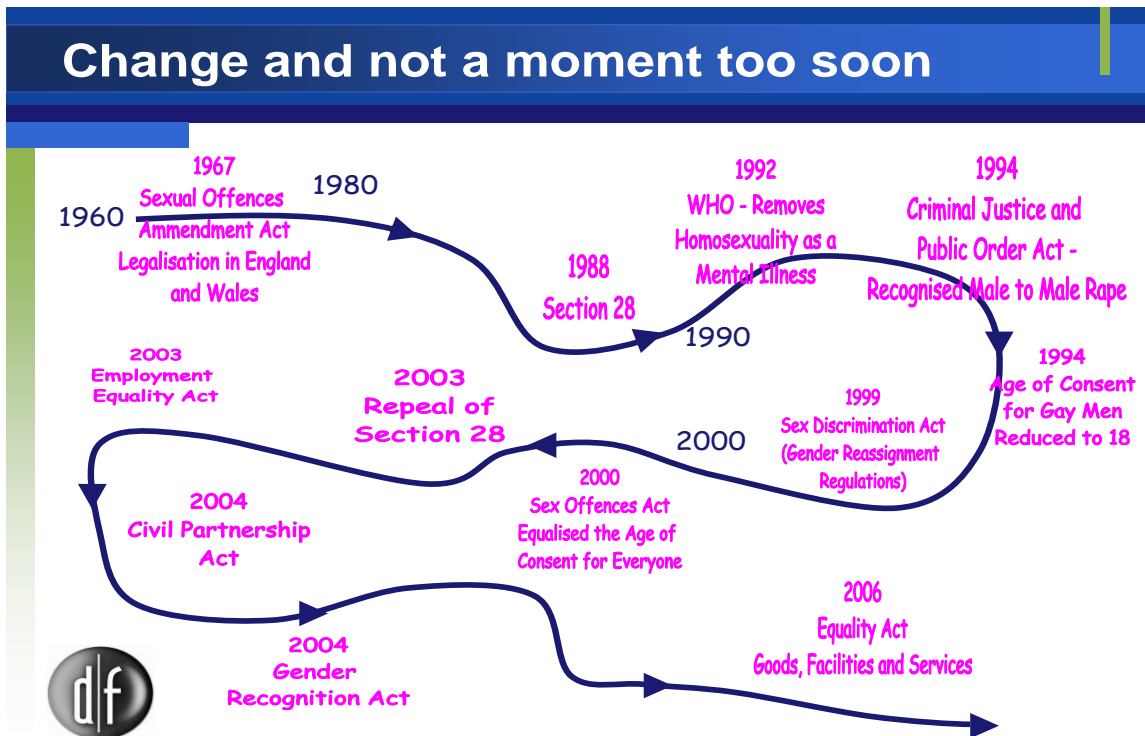 Change and not a moment too soon
1960
1967
Sexual Offences
Ammendment Act
Legalisation in England
and Wales
1980
1988
Section 28
1990
1992
WHO - Removes
Homosexuality as a
Mental Illness
1994
Criminal Justice and
Public Order Act -
Recognised Male to Male Rape
1994
Age of Consent
for Gay Men
Reduced to 18
1999
Sex Discrimination Act
(Gender Reassignment
Regulations)
2000
2000
Sex Offences Act
Equalised the Age of
Consent for Everyone
2003
Repeal of
Section 28
2003
Employment
Equality Act
2004
Civil Partnership
Act
2004
Gender
Recognition Act
2006
Equality Act
Goods, Facilities and Services
d|f